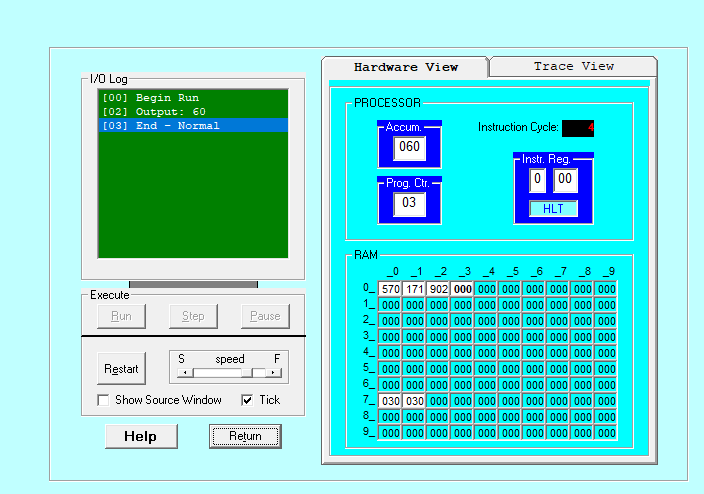 I/O Log
[00] Begin Run
[02] Output: 60
[03] End - Normal
Execute
Run Step Pause
Restart
S speed F
Show Source Window Tick
Help Return
Hardware View Trace View
PROCESSOR
Accum.
060
Instruction Cycle: 4
Prog. Ctr.
03
Instr. Reg.
0 00
HLT
RAM
_0 _1 _2 _3 _4 _5 _6 _7 _8 _9
0_ 570 171 902 000 000 000 000 000 000 000
1_ 000 000 000 000 000 000 000 000 000 000
2_ 000 000 000 000 000 000 000 000 000 000
3_ 000 000 000 000 000 000 000 000 000 000
4_ 000 000 000 000 000 000 000 000 000 000
5_ 000 000 000 000 000 000 000 000 000 000
6_ 000 000 000 000 000 000 000 000 000 000
7_ 030 030 000 000 000 000 000 000 000 000
8_ 000 000 000 000 000 000 000 000 000 000
9_ 000 000 000 000 000 000 000 000 000 000